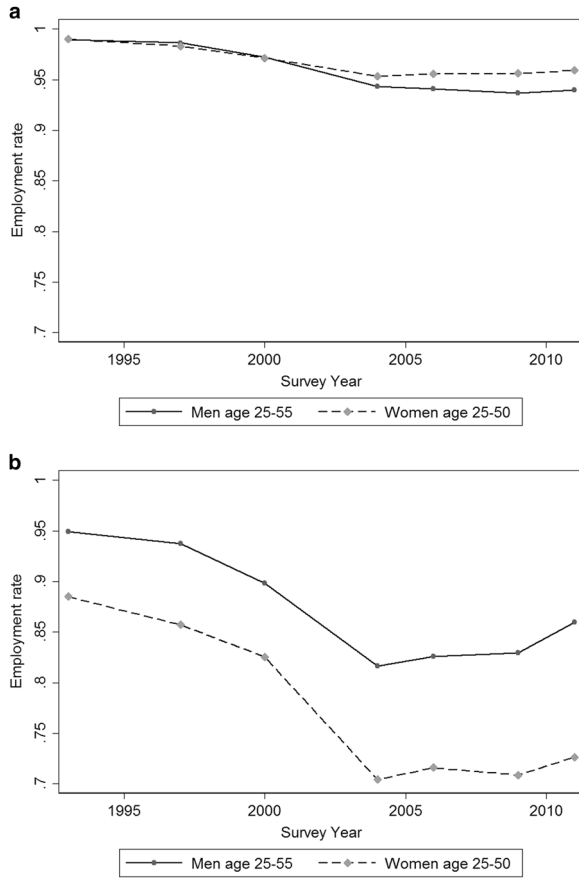 a
1
.95
.9
.85
.8
.75
.7
Employment rate
1995 2000 2005 2010
Survey Year
Men age 25-55 Women age 25-50
b
1
.95
.9
.85
.8
.75
.7
Employment rate
1995 2000 2005 2010
Survey Year
Men age 25-55 Women age 25-50